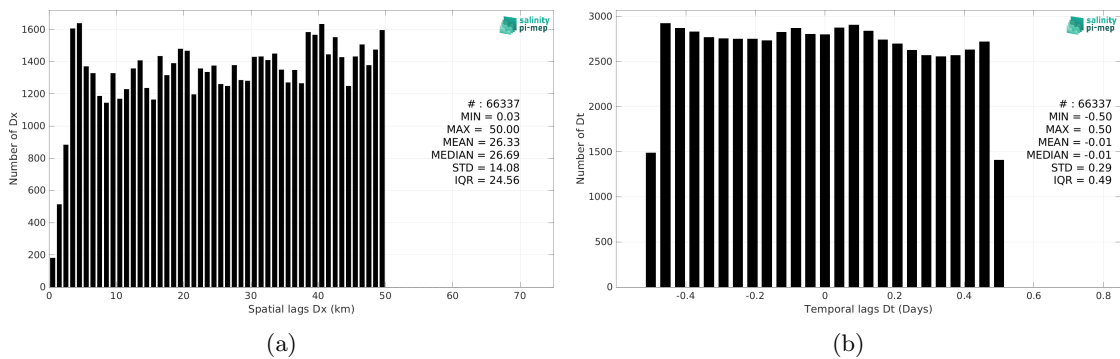 1600
1400
1200
1000
800
600
400
200
0
Number of Dx
salinity
pi-mep
# : 66337
MIN = 0.03
MAX = 50.00
MEAN = 26.33
MEDIAN = 26.69
STD = 14.08
IQR = 24.56
0 10 20 30 40 50 60 70
Spatial lags Dx (km)
(a)
3000
2500
2000
1500
1000
500
0
Number of Dt
salinity
pi-mep
# : 66337
MIN = -0.50
MAX = 0.50
MEAN = -0.01
MEDIAN = -0.01
STD = 0.29
IQR = 0.49
-0.4 -0.2 0 0.2 0.4 0.6 0.8
Temporal lags Dt (Days)
(b)